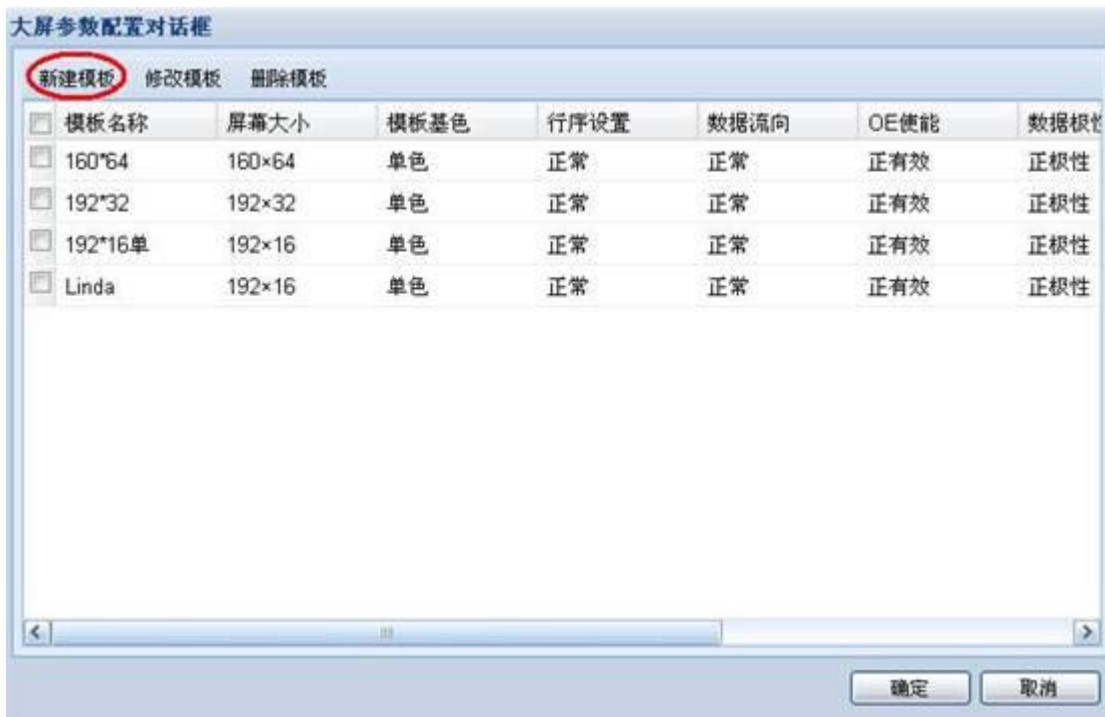 大屏参数配置对话框
新建模板 修改模板 删除模板
模板名称 屏幕大小 模板基色 行序设置 数据流向 OE使能 数据极性
160*64 160×64 单色 正常 正常 正有效 正极性
192*32 192×32 单色 正常 正常 正有效 正极性
192*16单 192×16 单色 正常 正常 正有效 正极性
Linda 192×16 单色 正常 正常 正有效 正极性
确定 取消